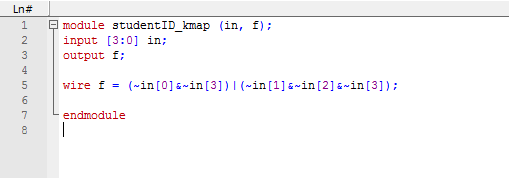 Ln#
1 module studentID_kmap (in, f);
2 input [3:0] in;
3 output f;
4
5 wire f = (~in[0]&~in[3])|(~in[1]&~in[2]&~in[3]);
6
7 endmodule
8